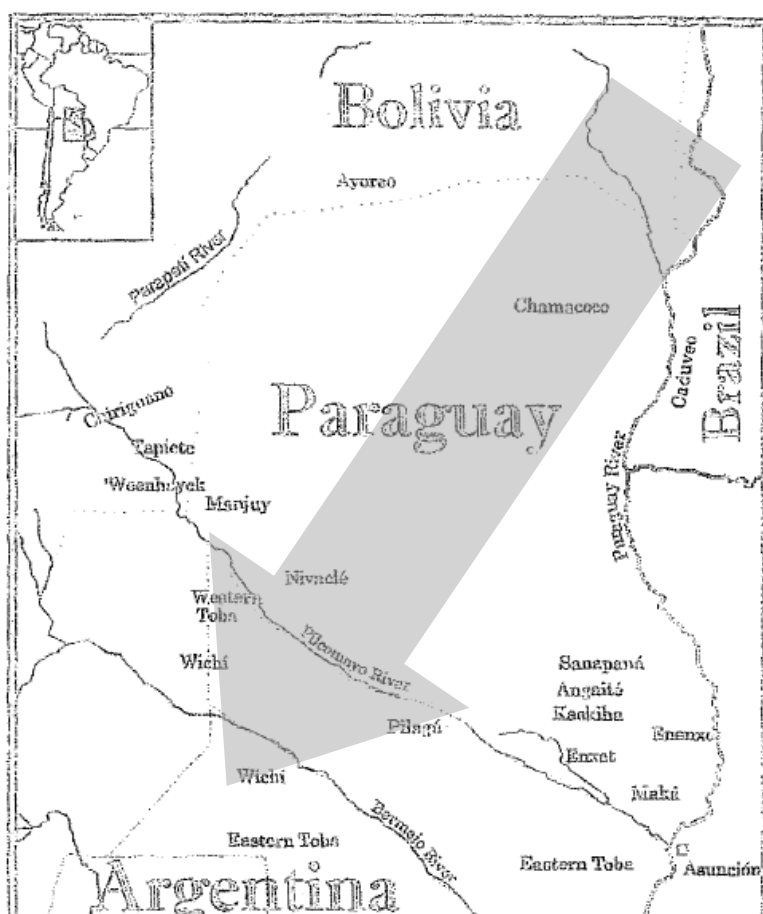 Bolivia
Ayoreo
Parapetí River
Chamacoco
Caduveo
Brazil
Paraguay
Chiriguano
Tapiete
'Weenhayek
Manjuy
Paraguay River
Nivaclé
Western
Toba
Pilcomayo River
Wichí
Sanapaná
Angaité
Kaskiha
Pilagá
Enenxet
Enxet
Wichí
Maká
Bermejo River
Eastern Toba
Eastern Toba
Asunción
Argentina